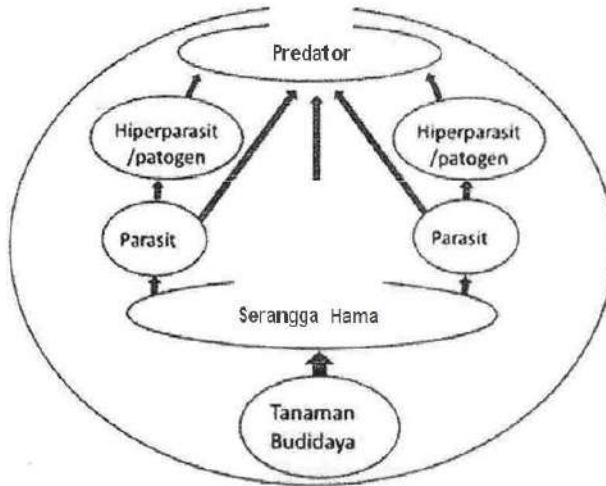 Predator
Hiperparasit
/patogen
Hiperparasit
/patogen
Parasit
Parasit
Serangga Hama
Tanaman
Budidaya